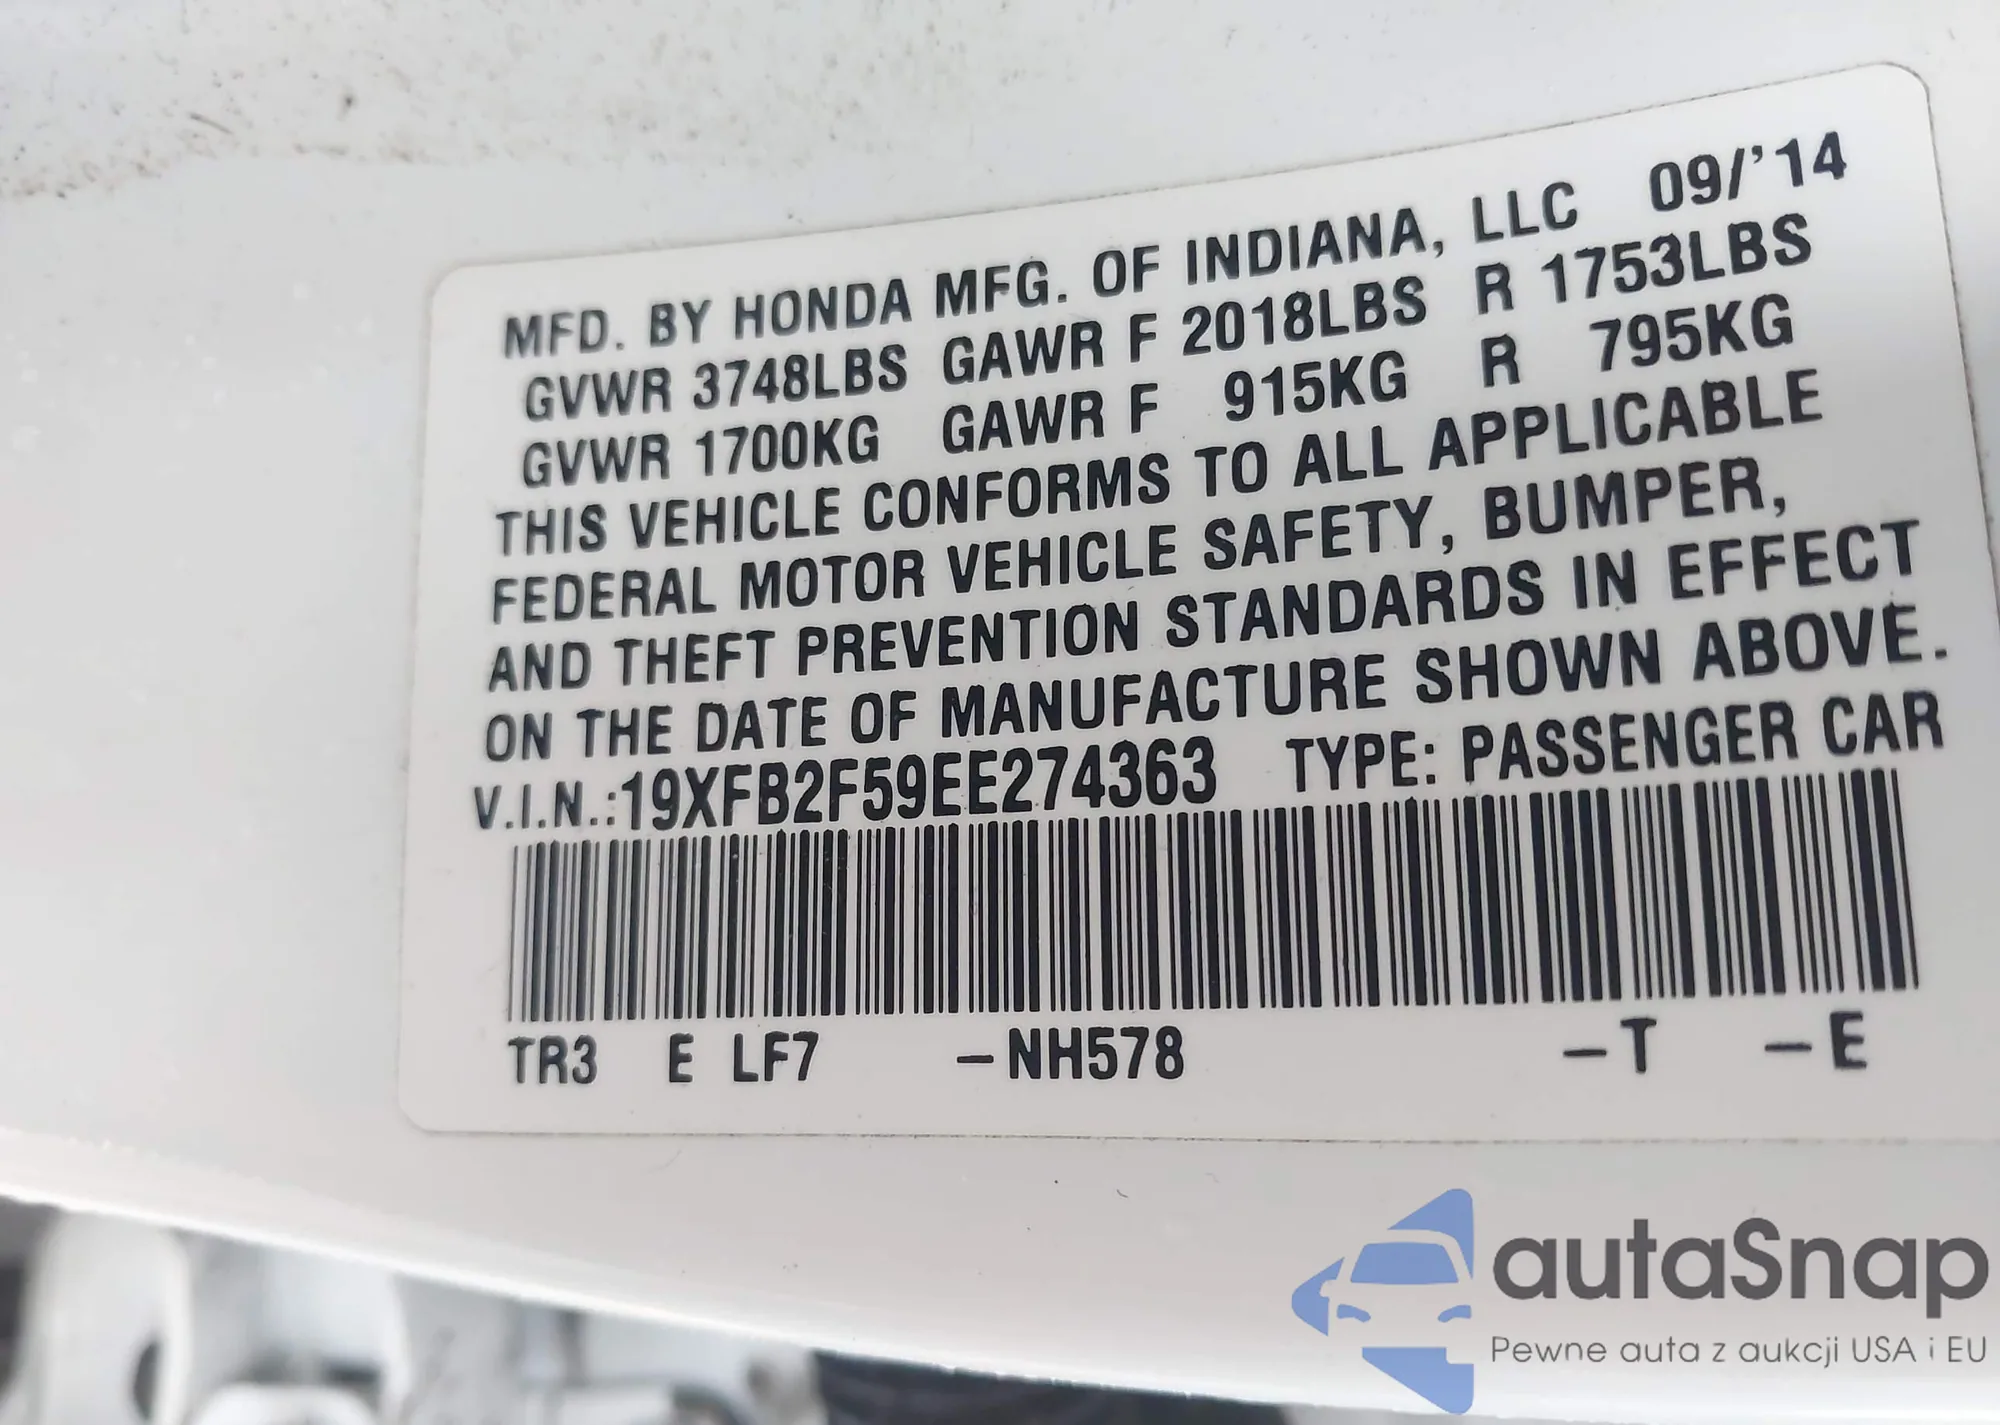 MFD. BY HONDA MFG. OF INDIANA, LLC 09/'14
GVWR 3748LBS GAWR F 2018LBS R 1753LBS
GVWR 1700KG GAWR F 915KG R 795KG
THIS VEHICLE CONFORMS TO ALL APPLICABLE
FEDERAL MOTOR VEHICLE SAFETY, BUMPER,
AND THEFT PREVENTION STANDARDS IN EFFECT
ON THE DATE OF MANUFACTURE SHOWN ABOVE.
V.I.N.:19XFB2F59EE274363 TYPE: PASSENGER CAR
TR3 E LF7 –NH578 –T –E
autaSnap
Pewne auta z aukcji USA i EU